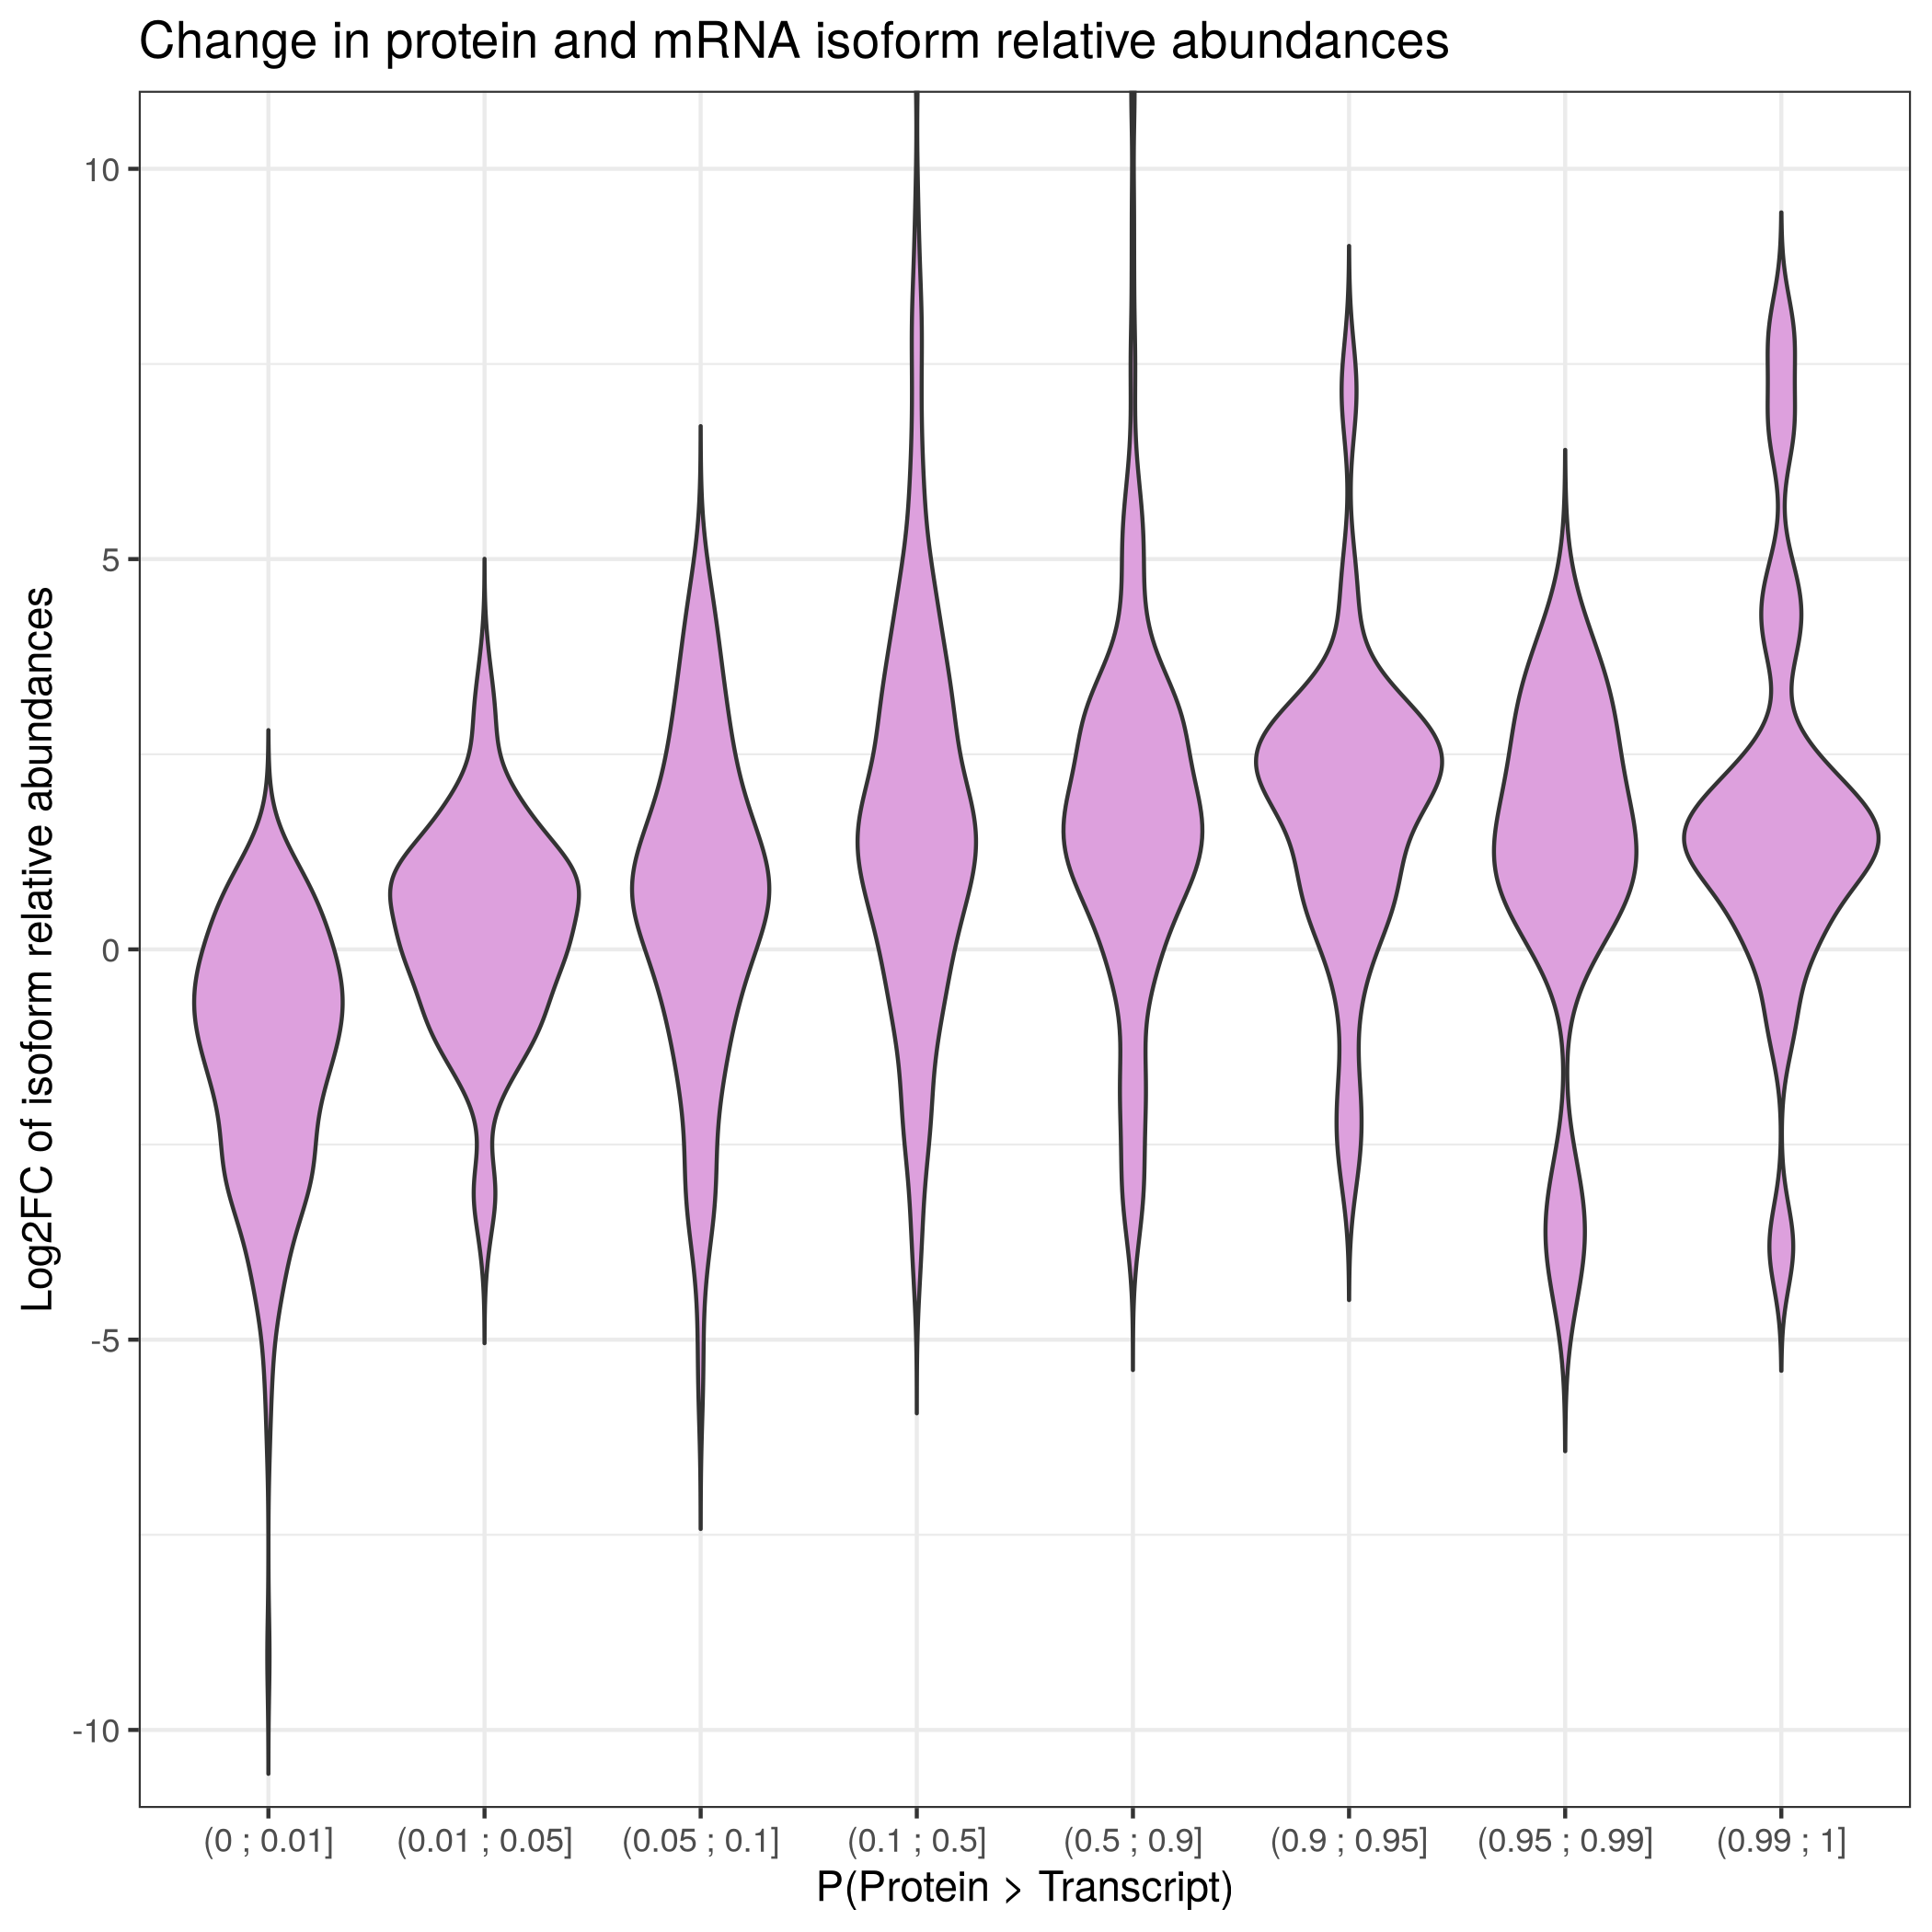 Change in protein and mRNA isoform relative abundances
Log2FC of isoform relative abundances
10
5
0
-5
-10
(0 ; 0.01]
(0.01 ; 0.05]
(0.05 ; 0.1]
(0.1 ; 0.5]
(0.5 ; 0.9]
(0.9 ; 0.95]
(0.95 ; 0.99]
(0.99 ; 1]
P(Protein > Transcript)